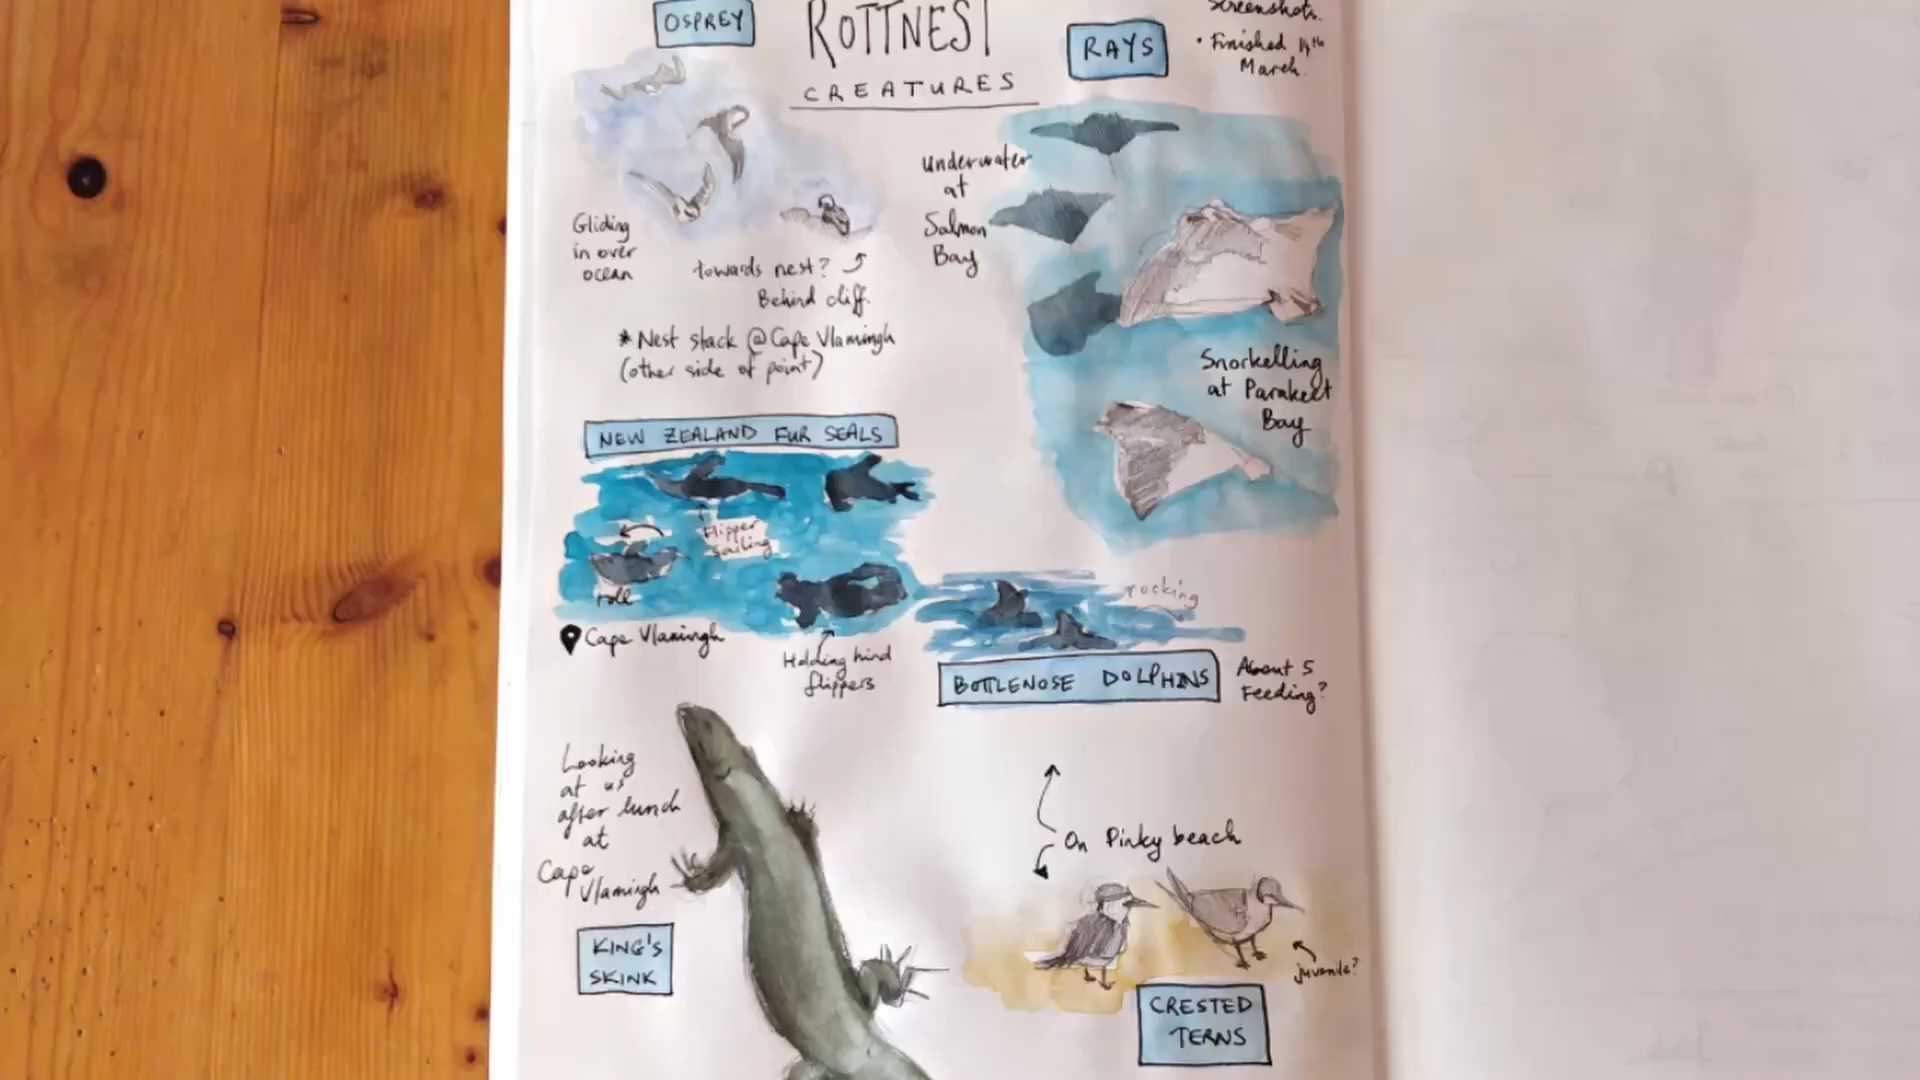 OSPREY
ROTTNEST
CREATURES
RAYS
Screenshots.
• Finished 14th
March.
Gliding
in over
ocean
towards nest?
Behind cliff.
* Nest stack @ Cape Vlamingh
(other side of point)
underwater
at
Salmon
Bay
Snorkelling
at Parakeet
Bay
NEW ZEALAND FUR SEALS
Flipper
sailing
roll
Cape Vlamingh
Holding hind
flippers
rocking
BOTTLENOSE DOLPHINS
About 5
Feeding?
Looking
at us
after lunch
at
Cape
Vlamingh
KING'S
SKINK
On Pinky beach
juvenile?
CRESTED
TERNS